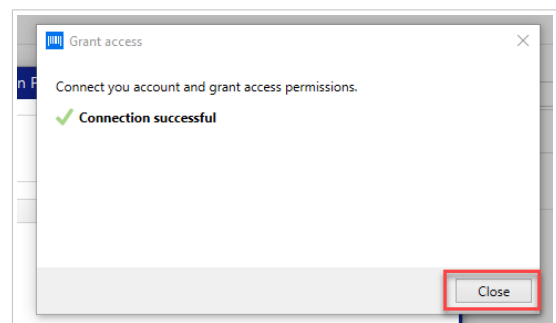 Grant access
n F
Connect you account and grant access permissions.
Connection successful
Close